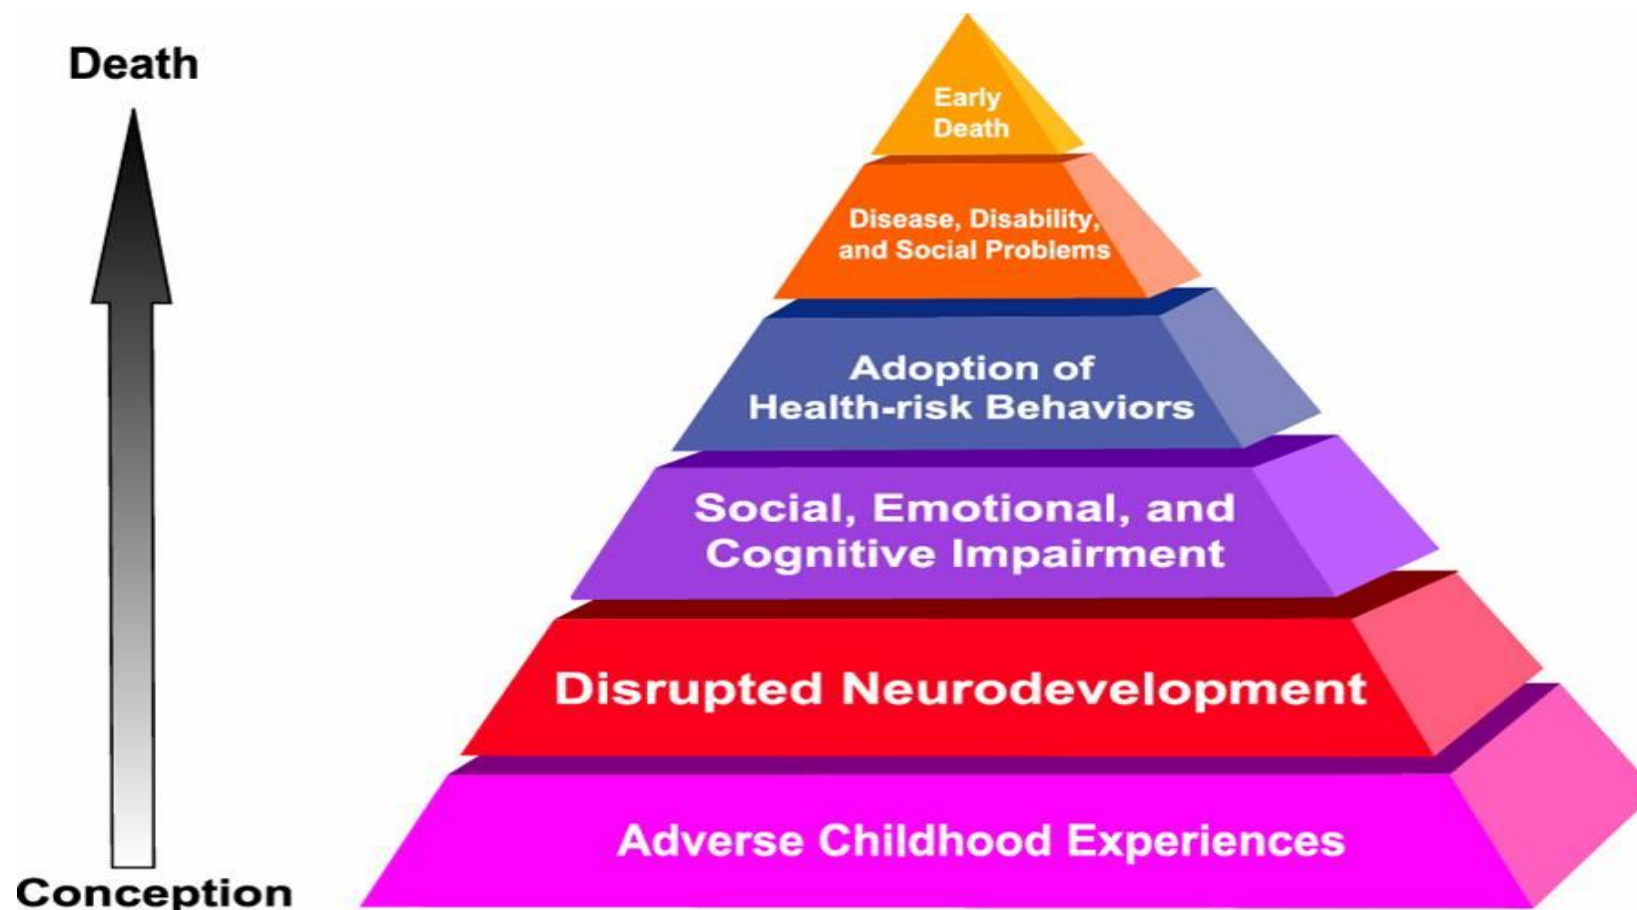 Death
Early
Death
Disease, Disability,
and Social Problems
Adoption of
Health-risk Behaviors
Social, Emotional, and
Cognitive Impairment
Disrupted Neurodevelopment
Adverse Childhood Experiences
Conception